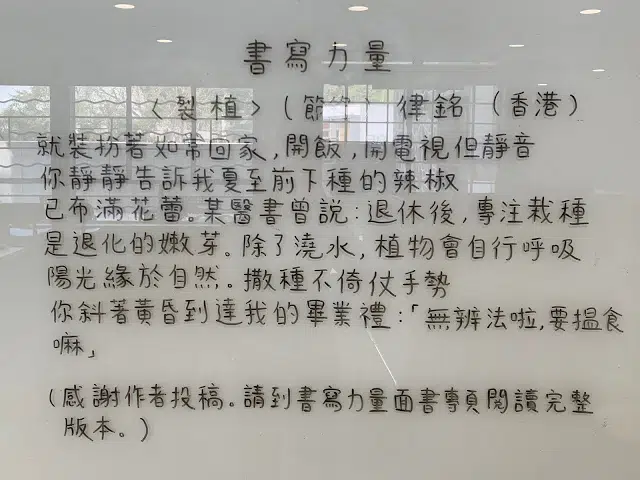 書寫力量
〈裂植〉(節錄) 律銘 (香港)
就裝扮著如常回家,開飯,開電視但靜音
你靜靜告訴我夏至前下種的辣椒
已布滿花蕾。某醫書曾說:退休後,專注栽種
是退化的嫩芽。除了澆水,植物會自行呼吸
陽光緣於自然。撒種不倚仗手勢
你斜著黃昏到達我的畢業禮:「無辨法啦,要搵食
嘛」
(感謝作者投稿。請到書寫力量面書專頁閱讀完整
版本。)